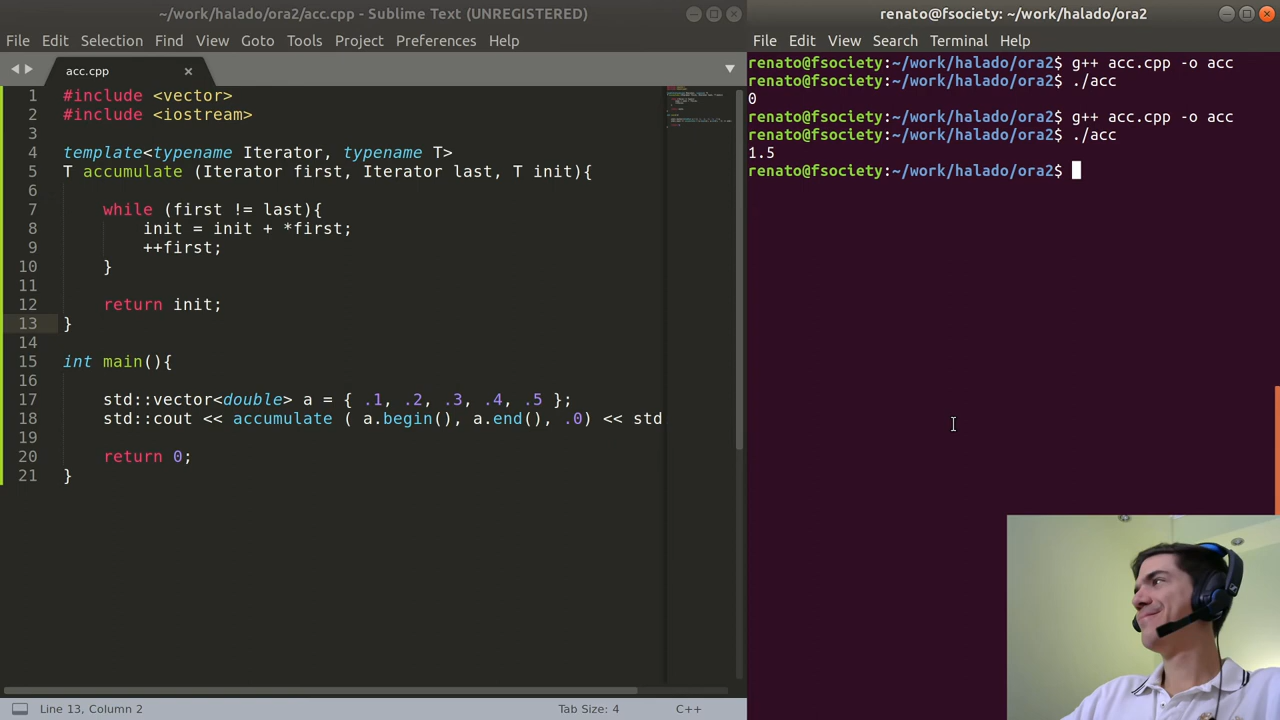 ~/work/halado/ora2/acc.cpp - Sublime Text (UNREGISTERED)
File Edit Selection Find View Goto Tools Project Preferences Help
acc.cpp ×
1 #include <vector>
2 #include <iostream>
3
4 template<typename Iterator, typename T>
5 T accumulate (Iterator first, Iterator last, T init){
6
7 while (first != last){
8 init = init + *first;
9 ++first;
10 }
11
12 return init;
13 }
14
15 int main(){
16
17 std::vector<double> a = { .1, .2, .3, .4, .5 };
18 std::cout << accumulate ( a.begin(), a.end(), .0) << std
19
20 return 0;
21 }
Line 13, Column 2 Tab Size: 4 C++
renato@fsociety: ~/work/halado/ora2
File Edit View Search Terminal Help
renato@fsociety:~/work/halado/ora2$ g++ acc.cpp -o acc
renato@fsociety:~/work/halado/ora2$ ./acc
0
renato@fsociety:~/work/halado/ora2$ g++ acc.cpp -o acc
renato@fsociety:~/work/halado/ora2$ ./acc
1.5
renato@fsociety:~/work/halado/ora2$